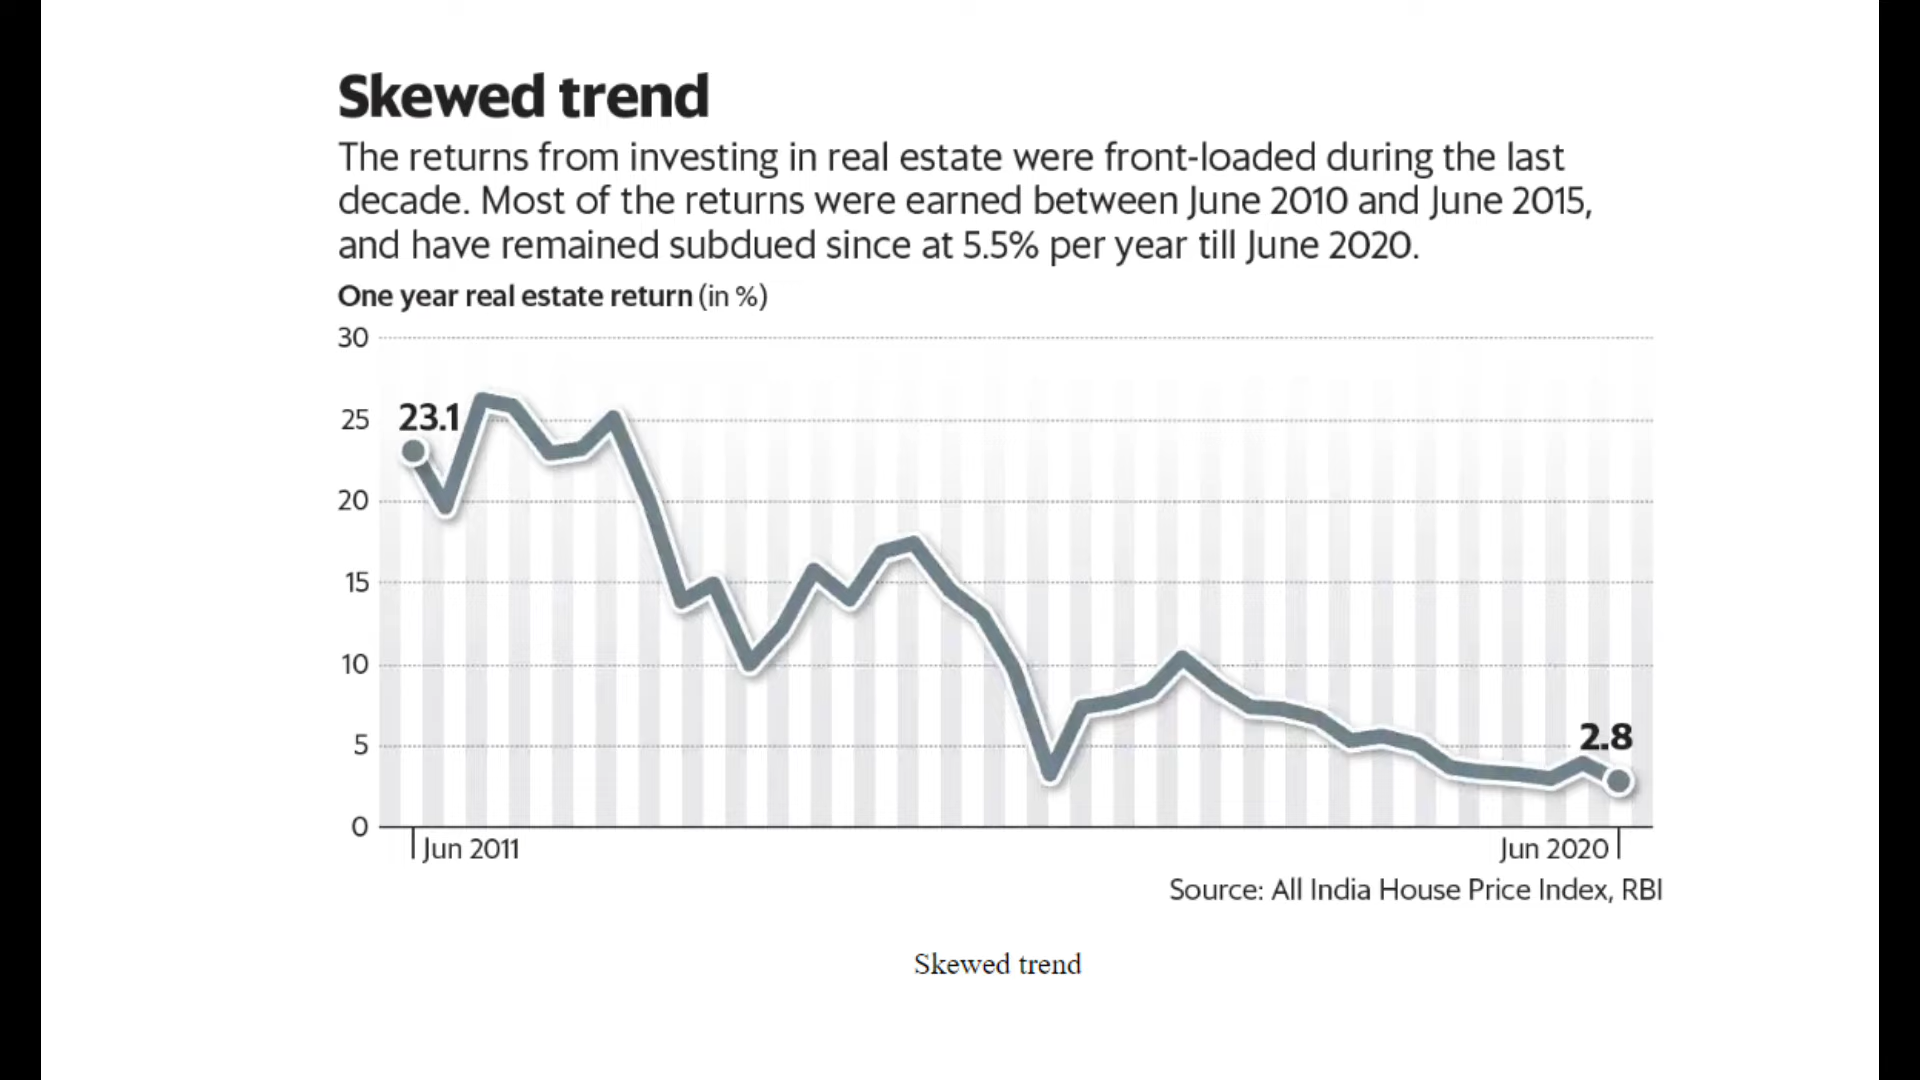 Skewed trend
The returns from investing in real estate were front-loaded during the last
decade. Most of the returns were earned between June 2010 and June 2015,
and have remained subdued since at 5.5% per year till June 2020.
One year real estate return (in %)
30
25
23.1
20
15
10
5
2.8
0
Jun 2011
Jun 2020
Source: All India House Price Index, RBI
Skewed trend